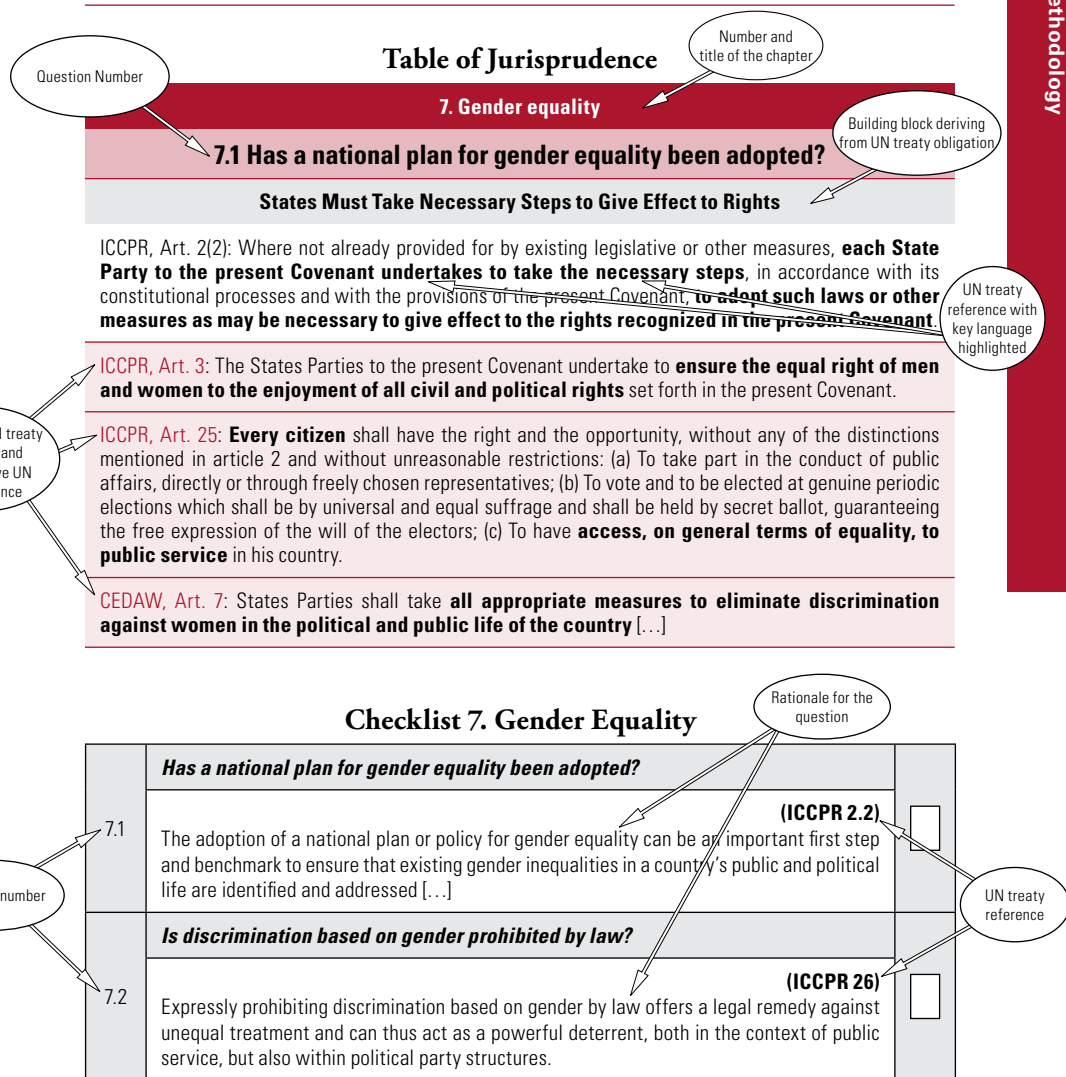 ethodology
Table of Jurisprudence
Number and
title of the chapter
Question Number
7. Gender equality
Building block deriving
from UN treaty obligation
7.1 Has a national plan for gender equality been adopted?
States Must Take Necessary Steps to Give Effect to Rights
ICCPR, Art. 2(2): Where not already provided for by existing legislative or other measures, each State
Party to the present Covenant undertakes to take the necessary steps, in accordance with its
constitutional processes and with the provisions of the present Covenant, to adopt such laws or other
measures as may be necessary to give effect to the rights recognized in the present Covenant.
UN treaty
reference with
key language
highlighted
ICCPR, Art. 3: The States Parties to the present Covenant undertake to ensure the equal right of men
and women to the enjoyment of all civil and political rights set forth in the present Covenant.
treaty
and
ve UN
nce
ICCPR, Art. 25: Every citizen shall have the right and the opportunity, without any of the distinctions
mentioned in article 2 and without unreasonable restrictions: (a) To take part in the conduct of public
affairs, directly or through freely chosen representatives; (b) To vote and to be elected at genuine periodic
elections which shall be by universal and equal suffrage and shall be held by secret ballot, guaranteeing
the free expression of the will of the electors; (c) To have access, on general terms of equality, to
public service in his country.
CEDAW, Art. 7: States Parties shall take all appropriate measures to eliminate discrimination
against women in the political and public life of the country […]
Checklist 7. Gender Equality
Rationale for the
question
Has a national plan for gender equality been adopted?
7.1
(ICCPR 2.2)
The adoption of a national plan or policy for gender equality can be an important first step
and benchmark to ensure that existing gender inequalities in a country's public and political
life are identified and addressed […]
number
UN treaty
reference
Is discrimination based on gender prohibited by law?
7.2
(ICCPR 26)
Expressly prohibiting discrimination based on gender by law offers a legal remedy against
unequal treatment and can thus act as a powerful deterrent, both in the context of public
service, but also within political party structures.